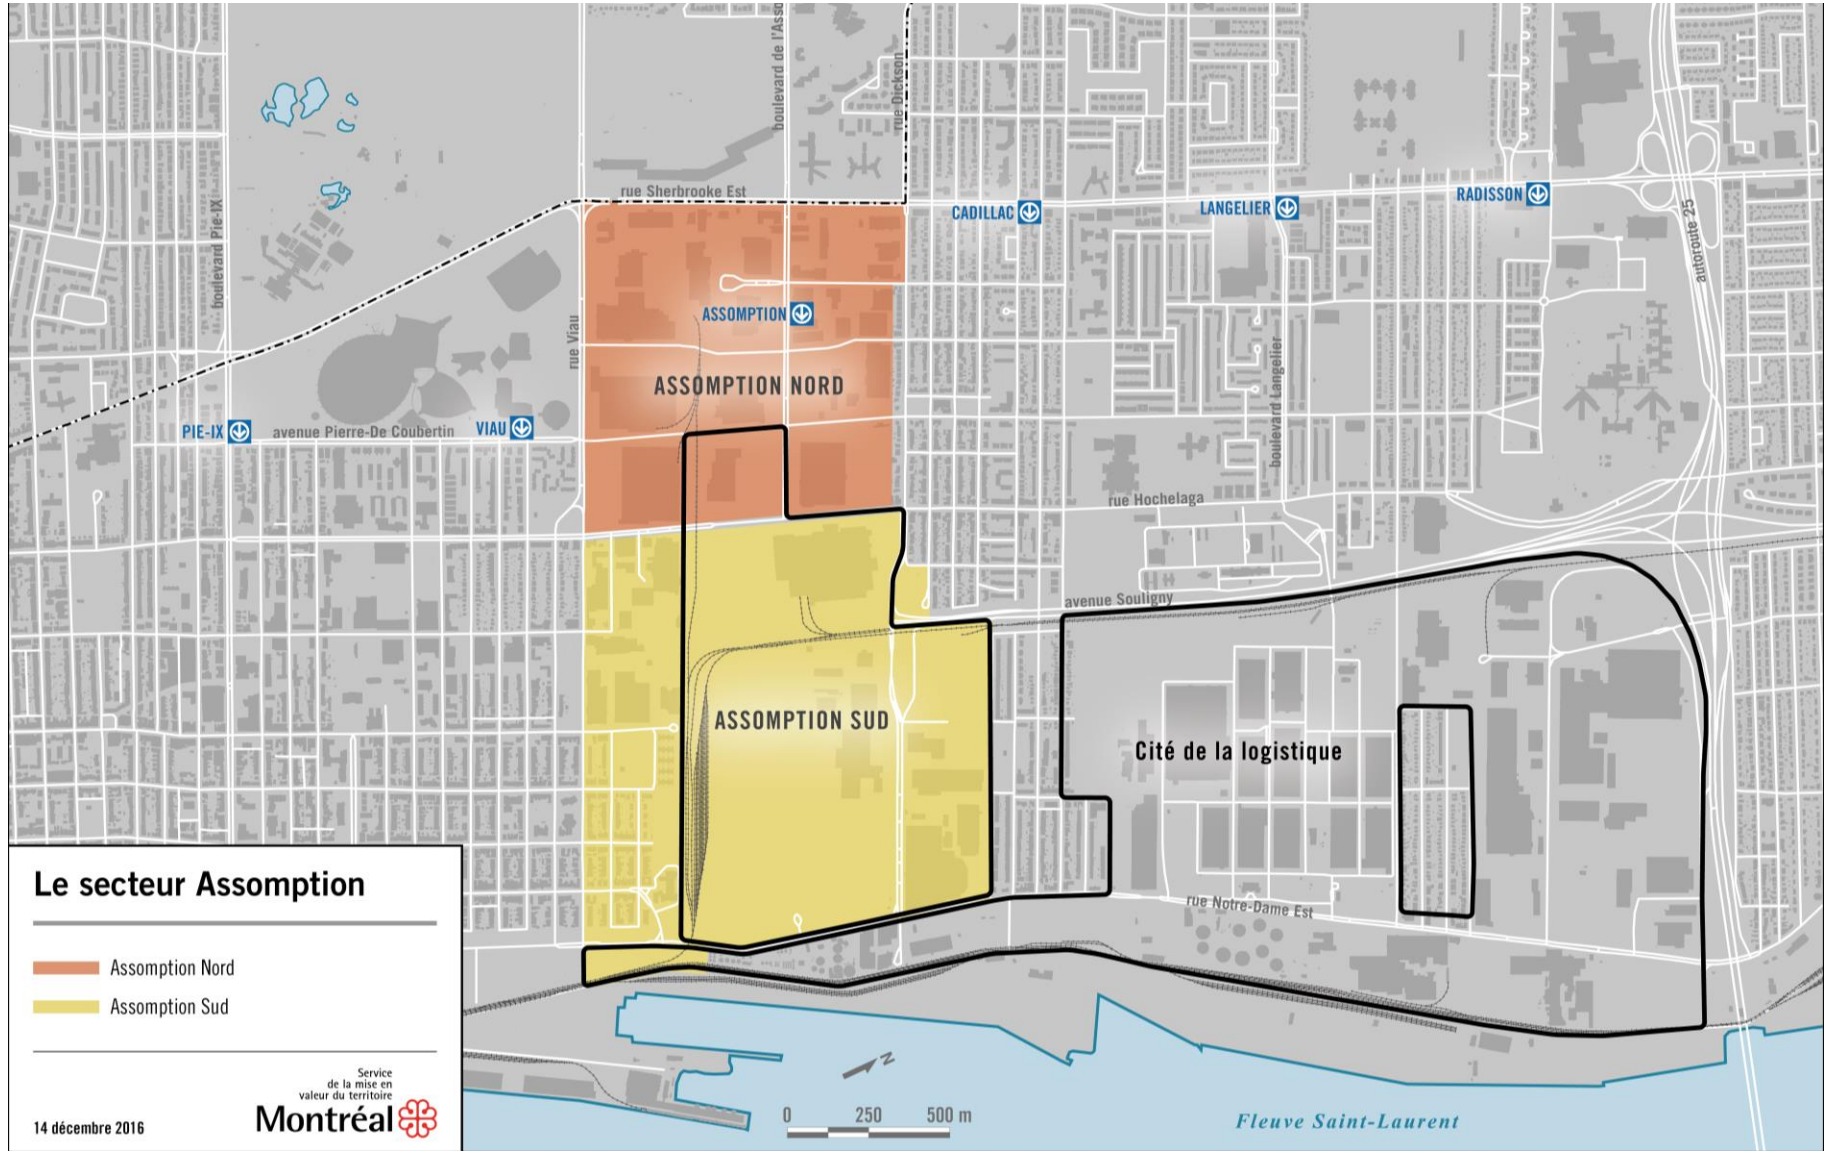 boulevard de l'Asso
rue Dickson
rue Sherbrooke Est
CADILLAC
LANGELIER
RADISSON
boulevard Pie-IX
autoroute 25
ASSOMPTION
rue Viau
ASSOMPTION NORD
boulevard Langelier
PIE-IX
avenue Pierre-De Coubertin
VIAU
rue Hochelaga
avenue Souligny
ASSOMPTION SUD
Cité de la logistique
rue Notre-Dame Est
Le secteur Assomption
Assomption Nord
Assomption Sud
Service
de la mise en
valeur du territoire
Montréal
14 décembre 2016
N
0 250 500 m
Fleuve Saint-Laurent